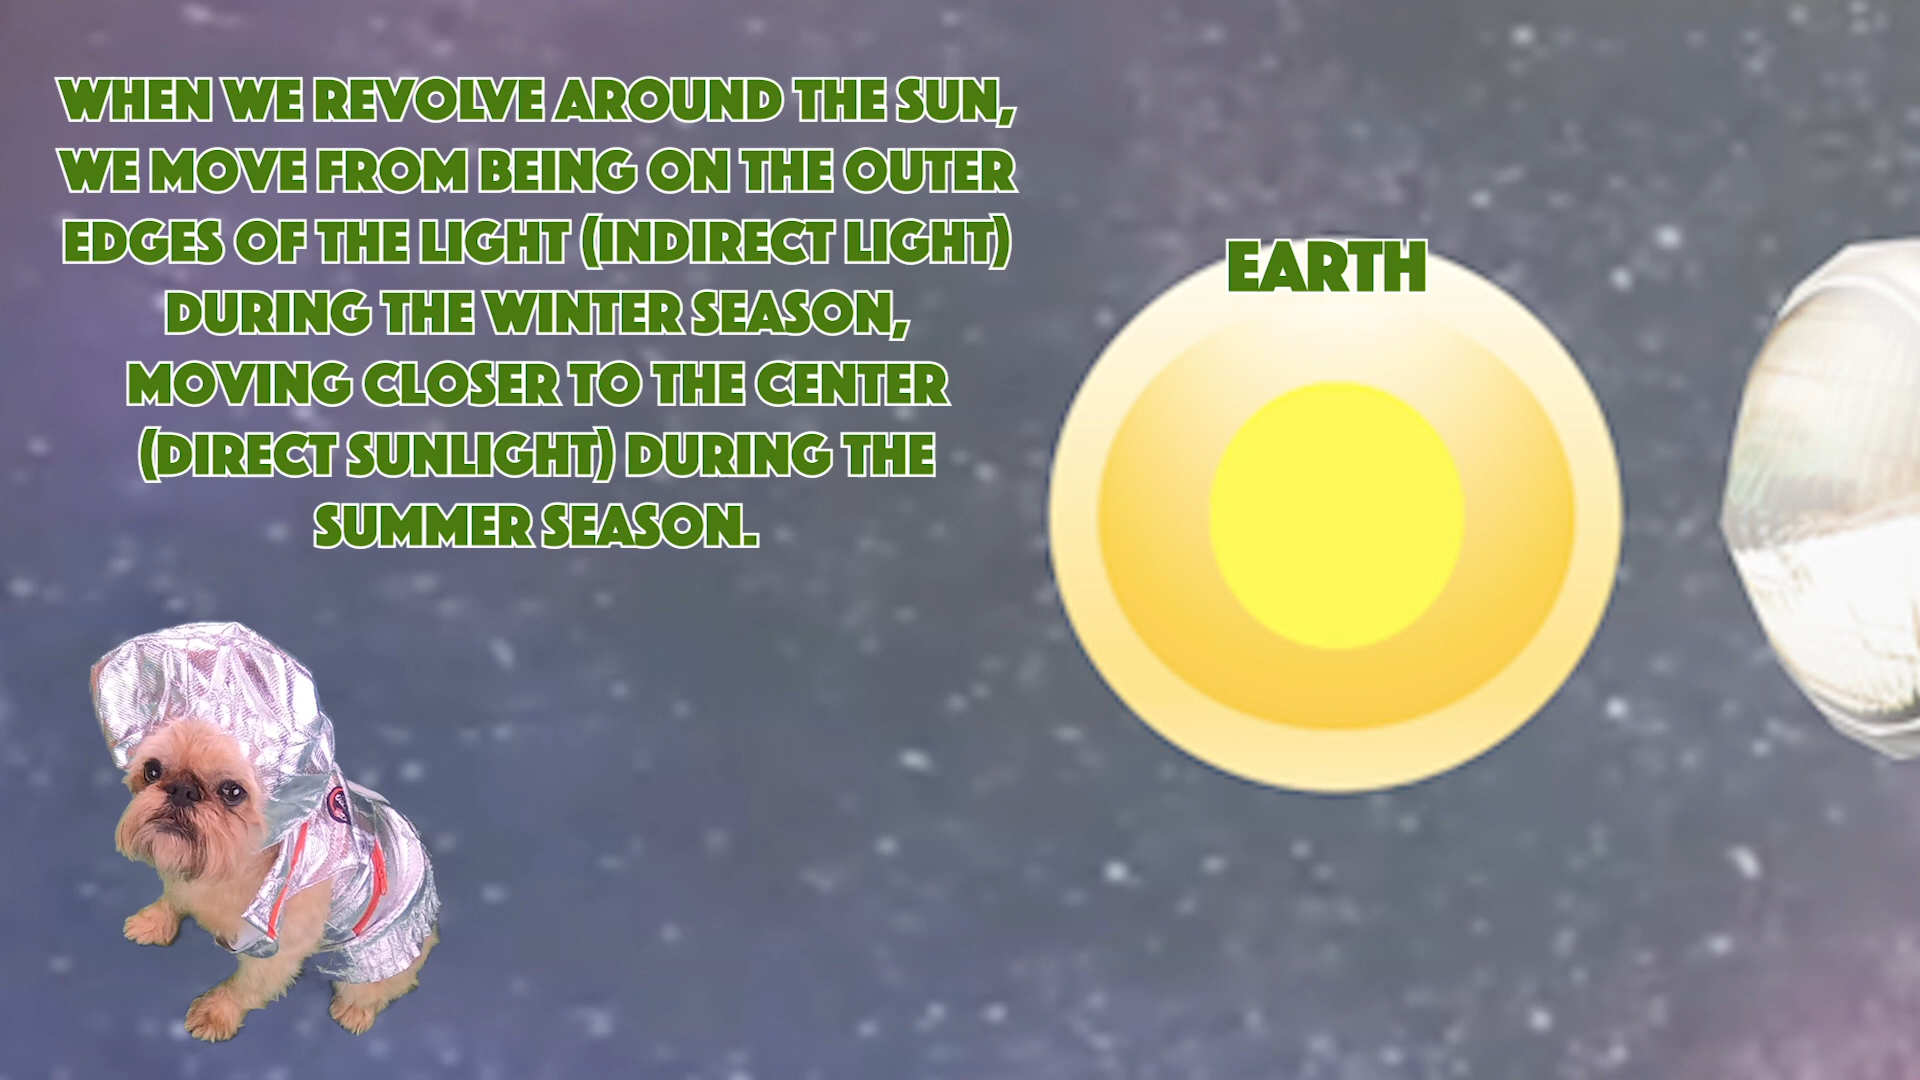 WHEN WE REVOLVE AROUND THE SUN,
WE MOVE FROM BEING ON THE OUTER
EDGES OF THE LIGHT (INDIRECT LIGHT)
DURING THE WINTER SEASON,
MOVING CLOSER TO THE CENTER
(DIRECT SUNLIGHT) DURING THE
SUMMER SEASON.
EARTH